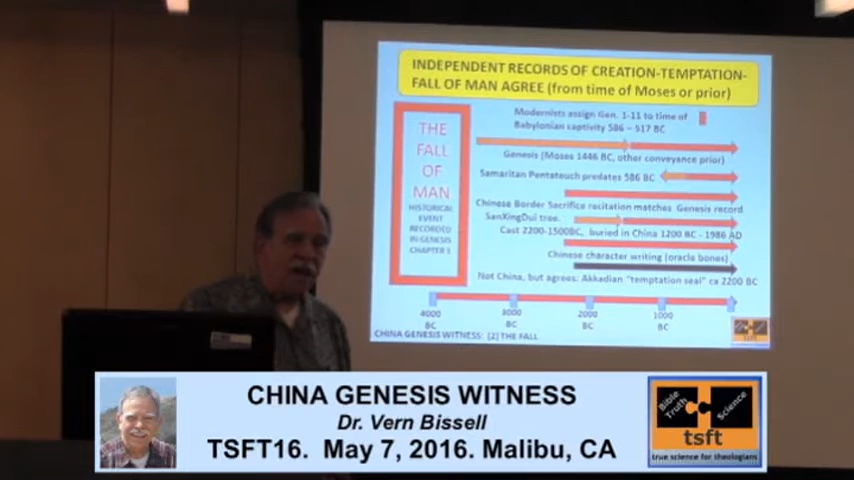 INDEPENDENT RECORDS OF CREATION-TEMPTATION-
FALL OF MAN AGREE (from time of Moses or prior)
THE
FALL
OF
MAN
HISTORICAL
EVENT
RECORDED
IN GENESIS
CHAPTER 3
Modernists assign Gen. 1-11 to time of
Babylonian captivity 586 – 517 BC
Genesis (Moses 1446 BC, other conveyance prior)
Samaritan Pentateuch predates 586 BC
Chinese Border Sacrifice recitation matches Genesis record
SanXingDui tree.
Cast 2200-1500BC, buried in China 1200 BC - 1986 AD
Chinese character writing (oracle bones)
Not China, but agrees: Akkadian "temptation seal" ca 2200 BC
4000 BC
3000 BC
2000 BC
1000 BC
CHINA GENESIS WITNESS: [2] THE FALL
tsft
CHINA GENESIS WITNESS
Dr. Vern Bissell
TSFT16. May 7, 2016. Malibu, CA
Bible Truth
Science
tsft
true science for theologians